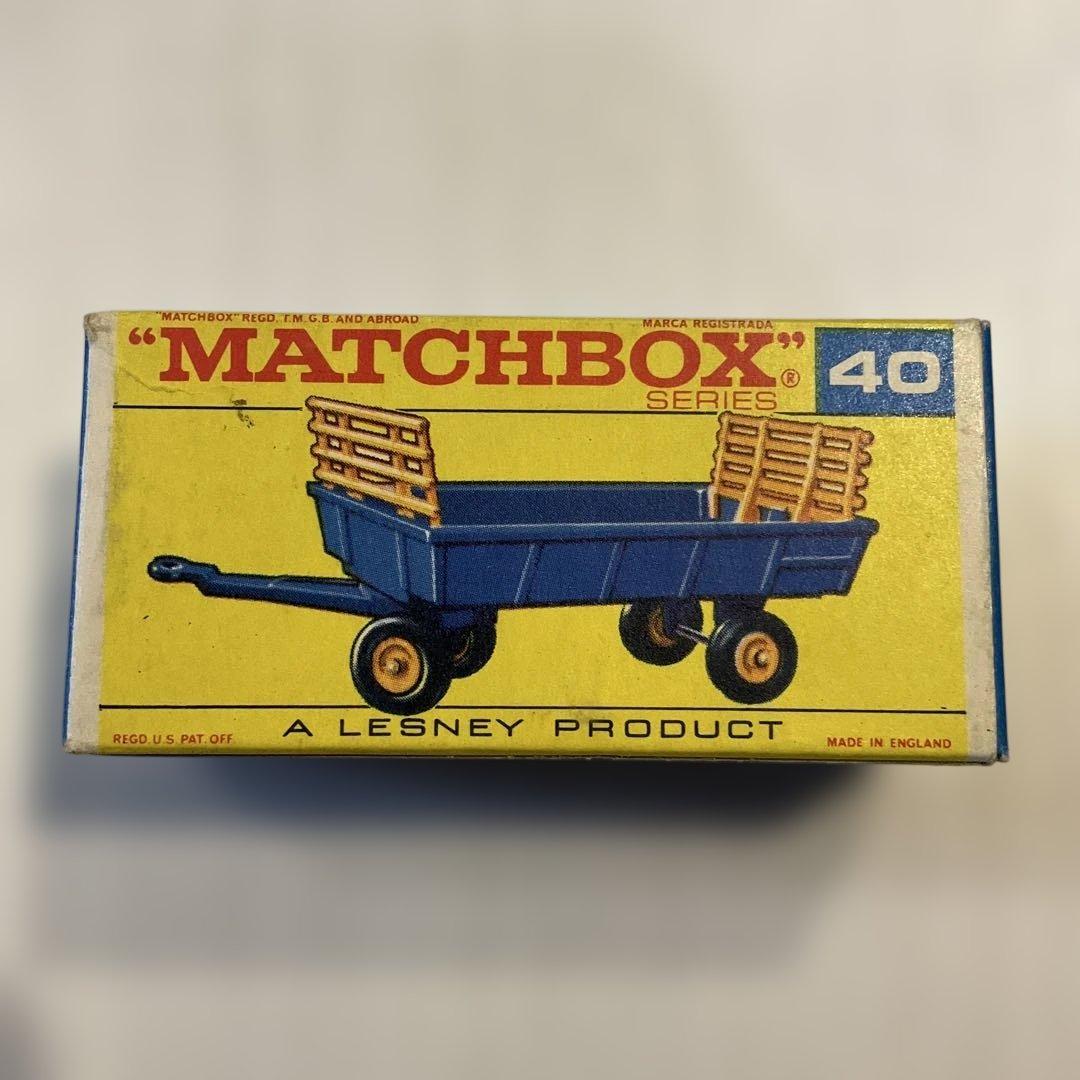 "MATCHBOX" REGD. T.M. G.B. AND ABROAD MARCA REGISTRADA
"MATCHBOX"®
SERIES
40
A LESNEY PRODUCT
REGD. U.S. PAT. OFF. MADE IN ENGLAND